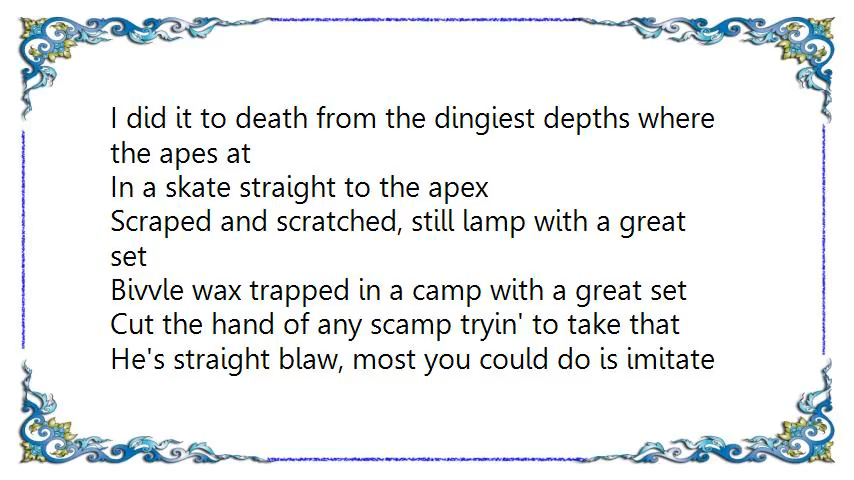 I did it to death from the dingiest depths where
the apes at
In a skate straight to the apex
Scraped and scratched, still lamp with a great
set
Bivvle wax trapped in a camp with a great set
Cut the hand of any scamp tryin' to take that
He's straight blaw, most you could do is imitate